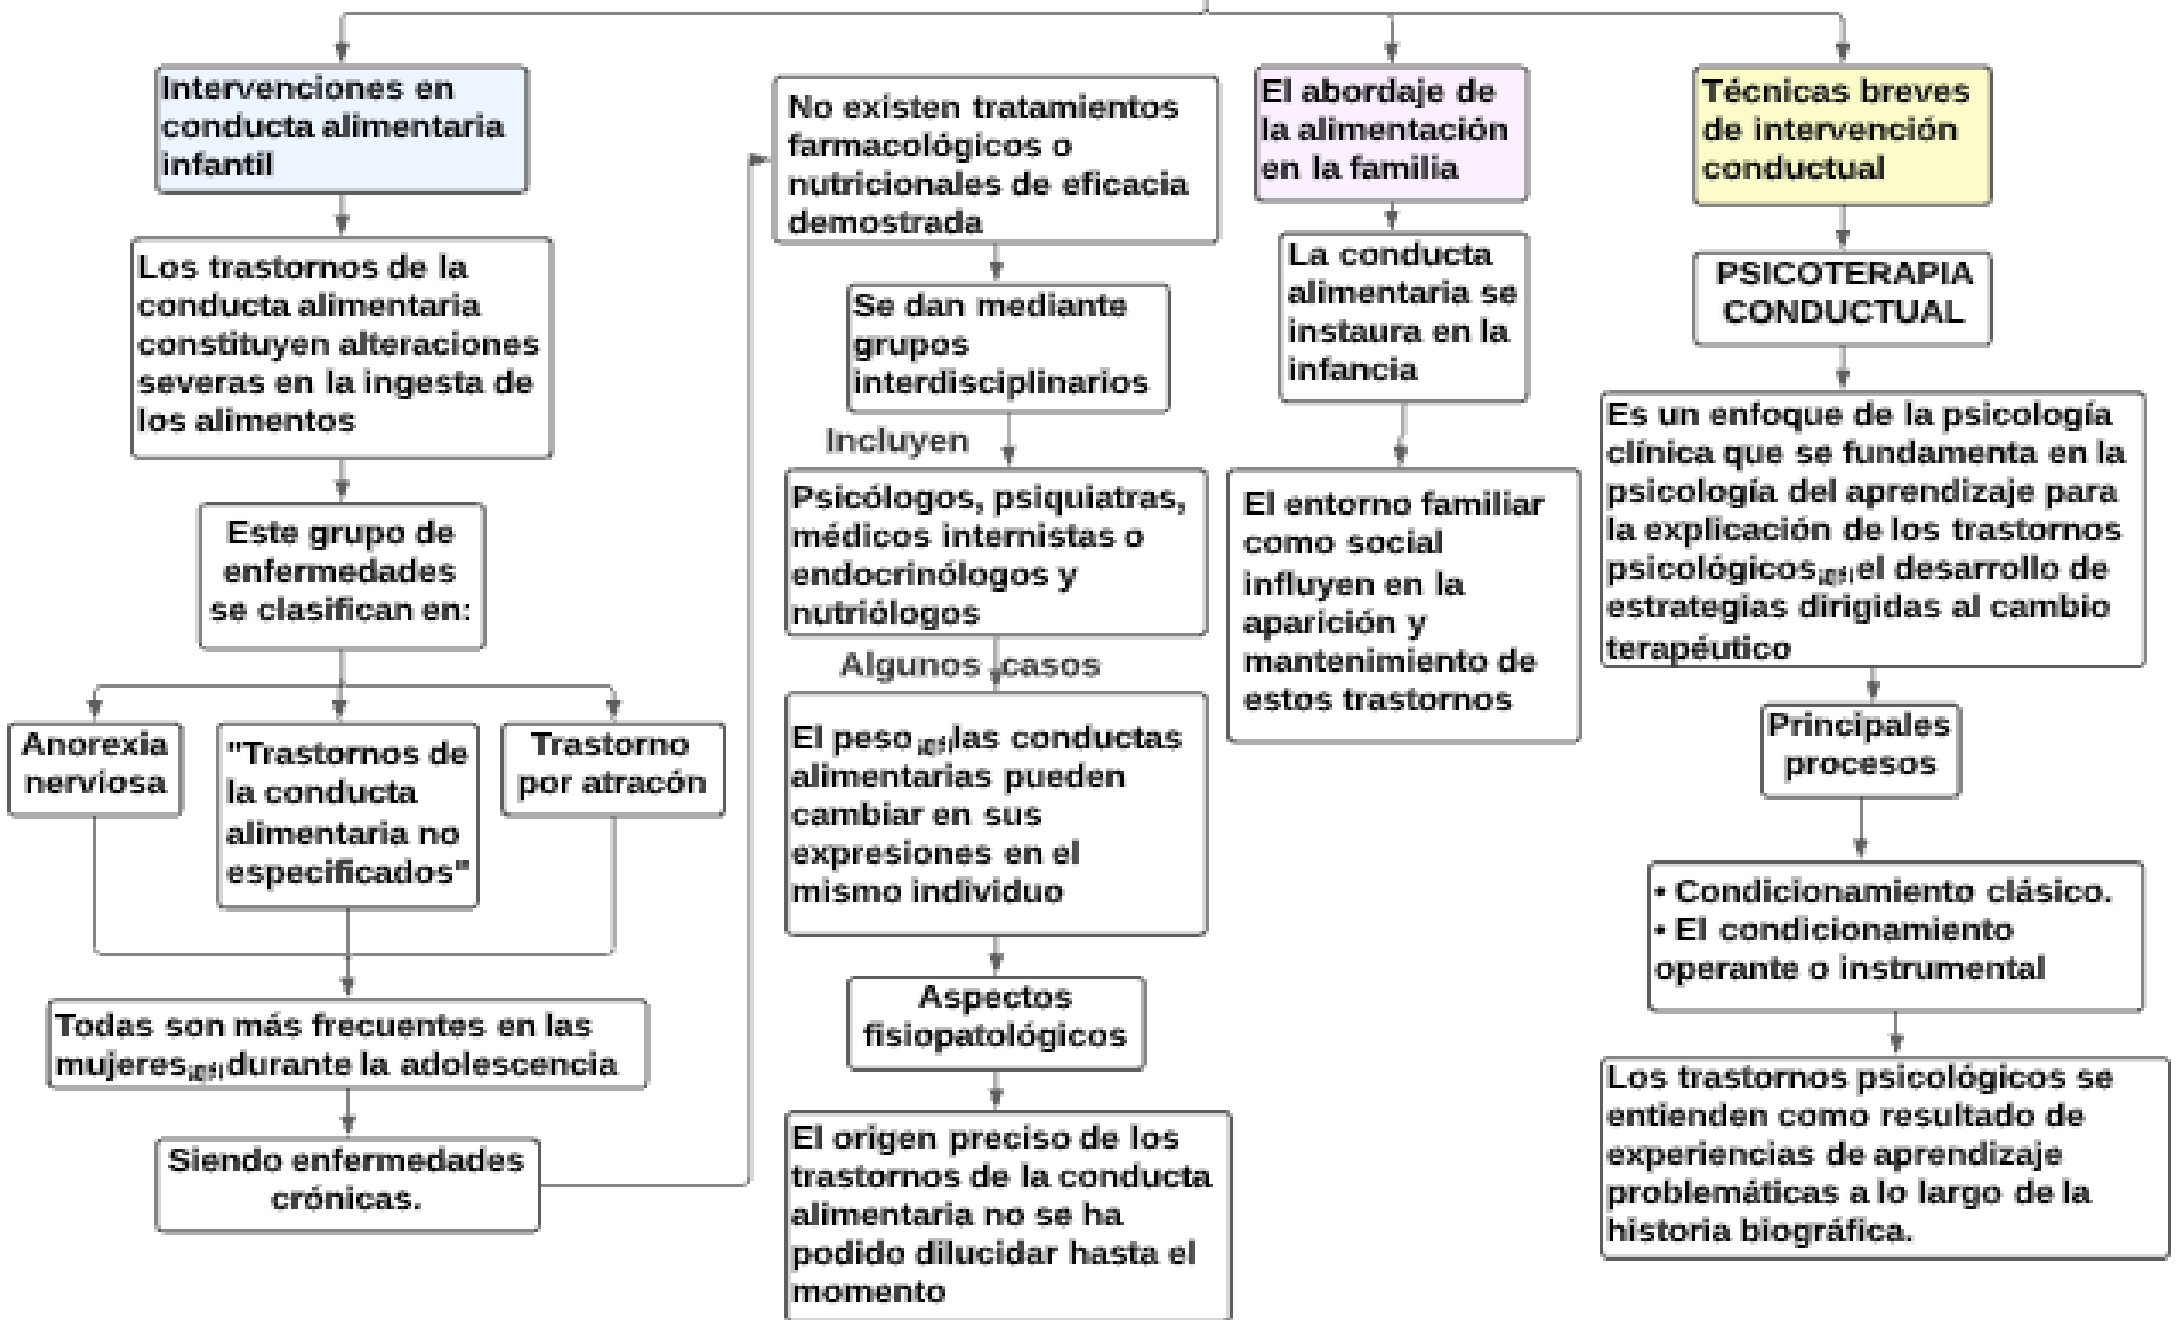 Intervenciones en
conducta alimentaria
infantil
Los trastornos de la
conducta alimentaria
constituyen alteraciones
severas en la ingesta de
los alimentos
Este grupo de
enfermedades
se clasifican en:
Anorexia
nerviosa
"Trastornos de
la conducta
alimentaria no
especificados"
Trastorno
por atracón
Todas son más frecuentes en las
mujeres durante la adolescencia
Siendo enfermedades
crónicas.
No existen tratamientos
farmacológicos o
nutricionales de eficacia
demostrada
Se dan mediante
grupos
interdisciplinarios
Incluyen
Psicólogos, psiquiatras,
médicos internistas o
endocrinólogos y
nutriólogos
Algunos casos
El peso las conductas
alimentarias pueden
cambiar en sus
expresiones en el
mismo individuo
Aspectos
fisiopatológicos
El origen preciso de los
trastornos de la conducta
alimentaria no se ha
podido dilucidar hasta el
momento
El abordaje de
la alimentación
en la familia
La conducta
alimentaria se
instaura en la
infancia
El entorno familiar
como social
influyen en la
aparición y
mantenimiento de
estos trastornos
Técnicas breves
de intervención
conductual
PSICOTERAPIA
CONDUCTUAL
Es un enfoque de la psicología
clínica que se fundamenta en la
psicología del aprendizaje para
la explicación de los trastornos
psicológicos el desarrollo de
estrategias dirigidas al cambio
terapéutico
Principales
procesos
• Condicionamiento clásico.
• El condicionamiento
operante o instrumental
Los trastornos psicológicos se
entienden como resultado de
experiencias de aprendizaje
problemáticas a lo largo de la
historia biográfica.